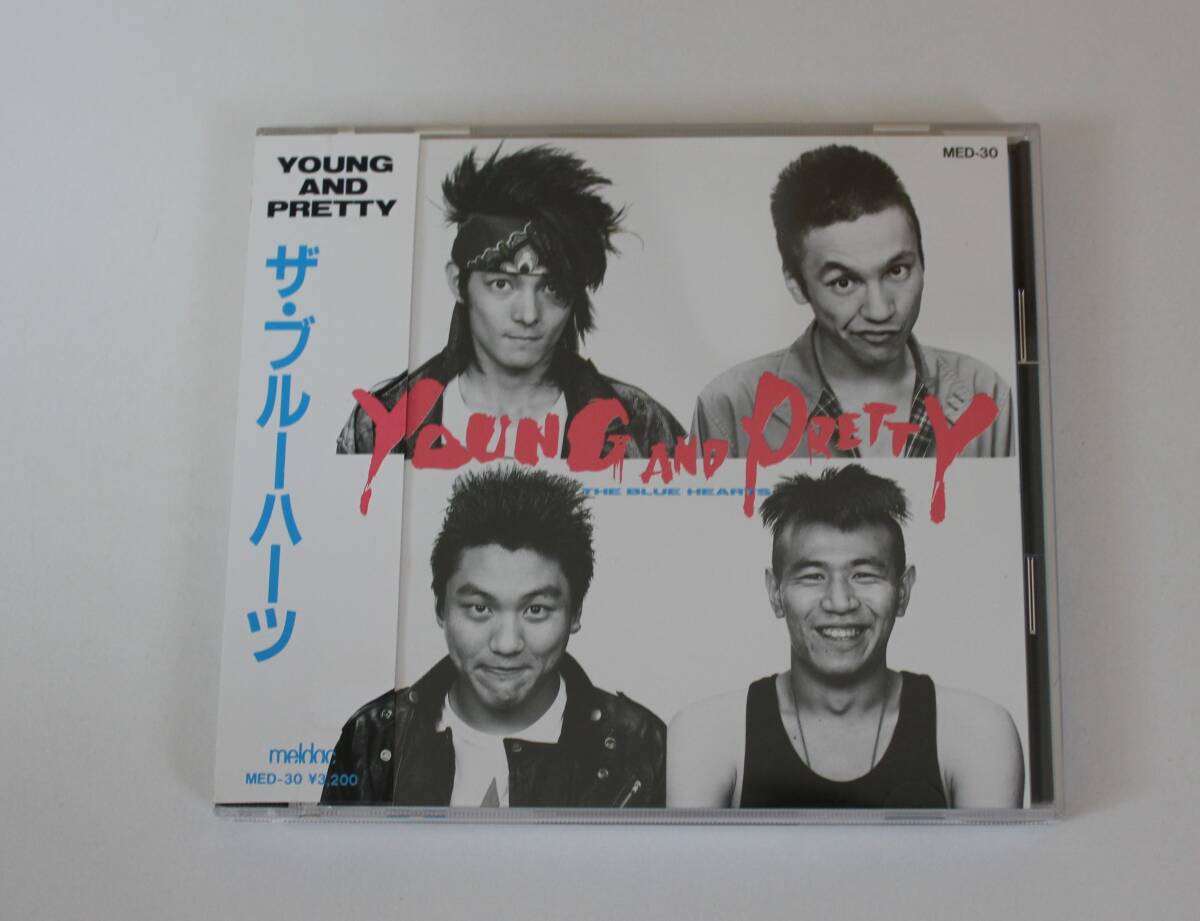 YOUNG
AND
PRETTY
ザ・ブルーハーツ
meldac
MED-30 ¥3,200
MED-30
YOUNG AND PRETTY
THE BLUE HEARTS